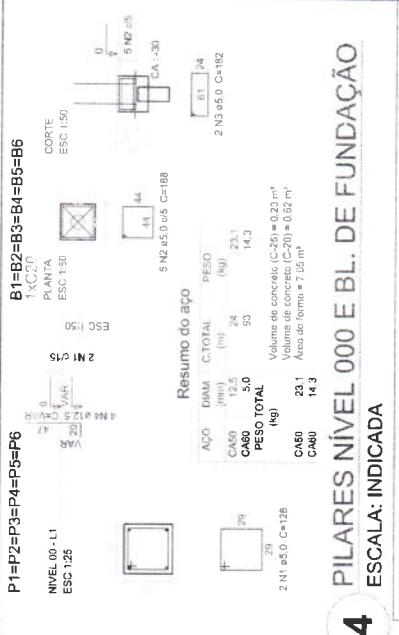 P1=P2=P3=P4=P5=P6
NIVEL 00 - L1
ESC 1:25
VAR
20
47
4 N4 ø12.5 C=VAR
0
VAR
2 N1 c/15
ESC 1:50
29
29
2 N1 ø5.0 C=128
B1=B2=B3=B4=B5=B6
1xC20
PLANTA
ESC 1:50
44
44
5 N2 ø5.0 c/5 C=188
CORTE
ESC 1:50
0
5 N2 c/5
CA : -30
61
24
2 N3 ø5.0 C=182
Resumo do aço
AÇO DIAM C.TOTAL PESO
(mm) (m) (kg)
CA50 12.5 24 23.1
CA60 5.0 93 14.3
PESO TOTAL
(kg)
CA50 23.1
CA60 14.3
Volume de concreto (C-25) = 0.23 m³
Volume de concreto (C-20) = 0.62 m³
Área de forma = 7.05 m²
4
PILARES NÍVEL 000 E BL. DE FUNDAÇÃO
ESCALA: INDICADA